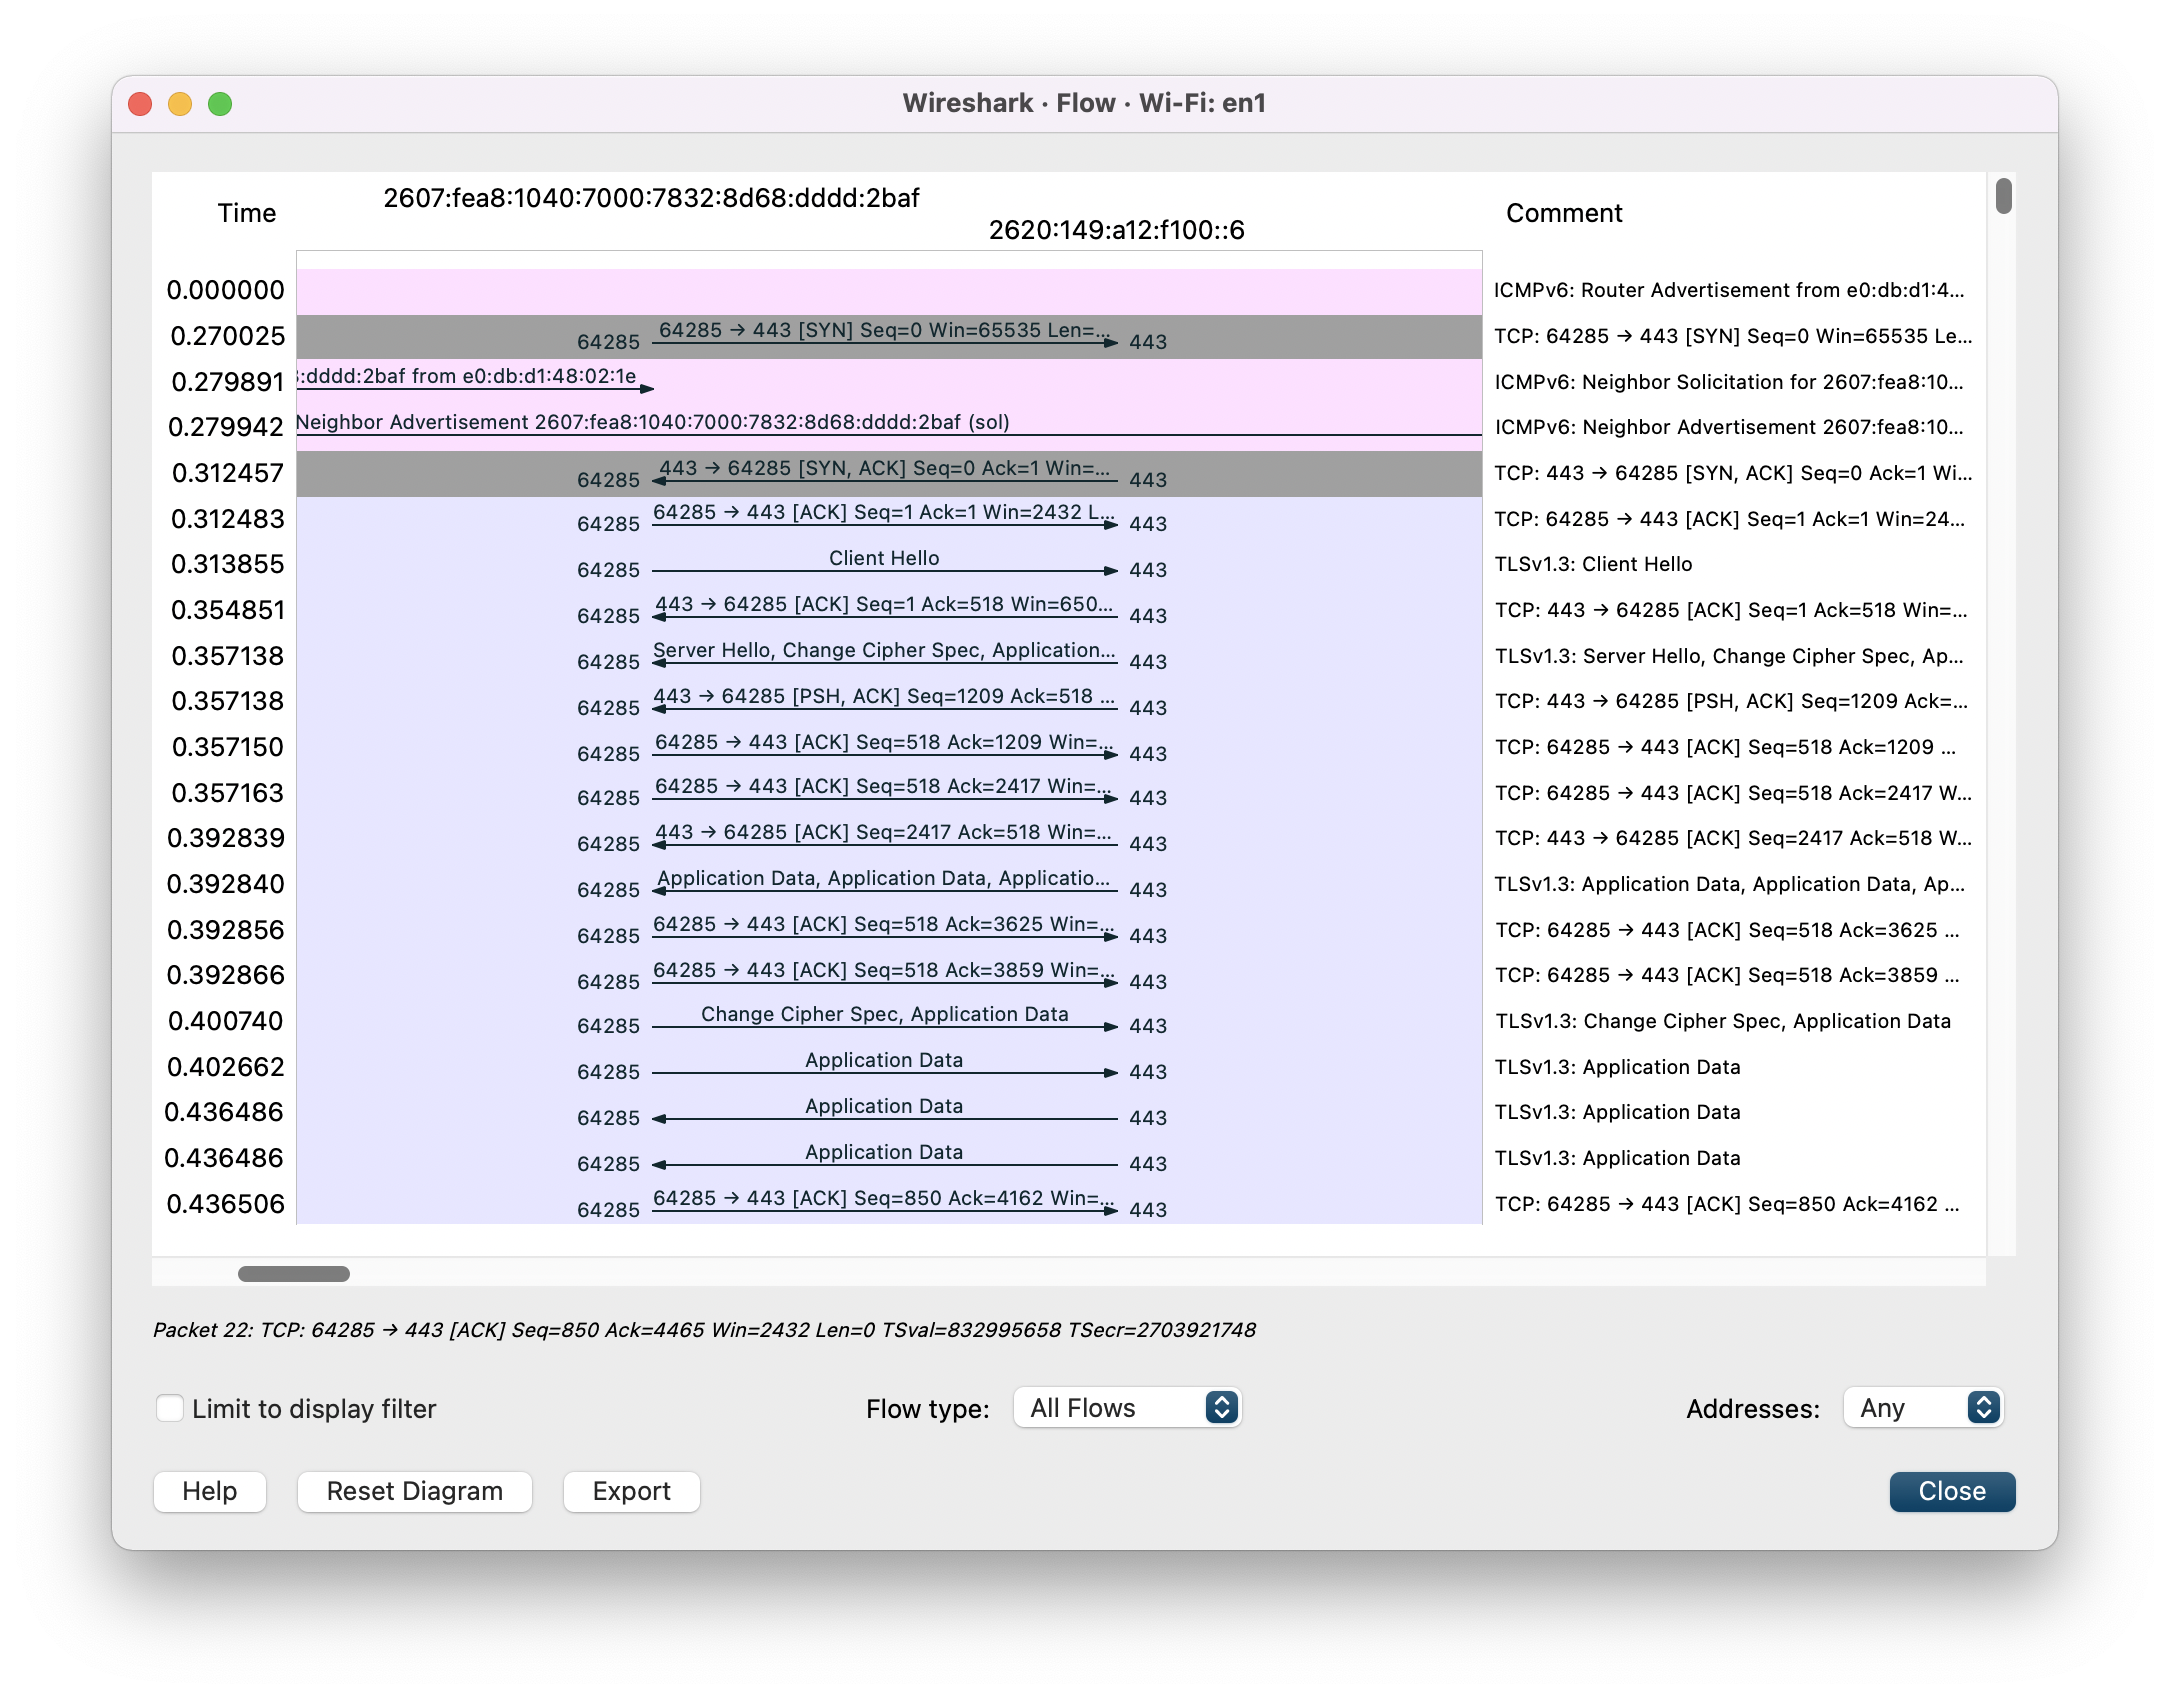 Wireshark · Flow · Wi-Fi: en1
Time
2607:fea8:1040:7000:7832:8d68:dddd:2baf
2620:149:a12:f100::6
Comment
0.000000 ICMPv6: Router Advertisement from e0:db:d1:4...
0.270025 64285 64285 → 443 [SYN] Seq=0 Win=65535 Len=... 443 TCP: 64285 → 443 [SYN] Seq=0 Win=65535 Le...
0.279891 :dddd:2baf from e0:db:d1:48:02:1e ICMPv6: Neighbor Solicitation for 2607:fea8:10...
0.279942 Neighbor Advertisement 2607:fea8:1040:7000:7832:8d68:dddd:2baf (sol) ICMPv6: Neighbor Advertisement 2607:fea8:10...
0.312457 64285 443 → 64285 [SYN, ACK] Seq=0 Ack=1 Win=... 443 TCP: 443 → 64285 [SYN, ACK] Seq=0 Ack=1 Wi...
0.312483 64285 64285 → 443 [ACK] Seq=1 Ack=1 Win=2432 L... 443 TCP: 64285 → 443 [ACK] Seq=1 Ack=1 Win=24...
0.313855 64285 Client Hello 443 TLSv1.3: Client Hello
0.354851 64285 443 → 64285 [ACK] Seq=1 Ack=518 Win=650... 443 TCP: 443 → 64285 [ACK] Seq=1 Ack=518 Win=...
0.357138 64285 Server Hello, Change Cipher Spec, Application... 443 TLSv1.3: Server Hello, Change Cipher Spec, Ap...
0.357138 64285 443 → 64285 [PSH, ACK] Seq=1209 Ack=518 ... 443 TCP: 443 → 64285 [PSH, ACK] Seq=1209 Ack=...
0.357150 64285 64285 → 443 [ACK] Seq=518 Ack=1209 Win=... 443 TCP: 64285 → 443 [ACK] Seq=518 Ack=1209 ...
0.357163 64285 64285 → 443 [ACK] Seq=518 Ack=2417 Win=... 443 TCP: 64285 → 443 [ACK] Seq=518 Ack=2417 W...
0.392839 64285 443 → 64285 [ACK] Seq=2417 Ack=518 Win=... 443 TCP: 443 → 64285 [ACK] Seq=2417 Ack=518 W...
0.392840 64285 Application Data, Application Data, Applicatio... 443 TLSv1.3: Application Data, Application Data, Ap...
0.392856 64285 64285 → 443 [ACK] Seq=518 Ack=3625 Win=... 443 TCP: 64285 → 443 [ACK] Seq=518 Ack=3625 ...
0.392866 64285 64285 → 443 [ACK] Seq=518 Ack=3859 Win=... 443 TCP: 64285 → 443 [ACK] Seq=518 Ack=3859 ...
0.400740 64285 Change Cipher Spec, Application Data 443 TLSv1.3: Change Cipher Spec, Application Data
0.402662 64285 Application Data 443 TLSv1.3: Application Data
0.436486 64285 Application Data 443 TLSv1.3: Application Data
0.436486 64285 Application Data 443 TLSv1.3: Application Data
0.436506 64285 64285 → 443 [ACK] Seq=850 Ack=4162 Win=... 443 TCP: 64285 → 443 [ACK] Seq=850 Ack=4162 ...
Packet 22: TCP: 64285 → 443 [ACK] Seq=850 Ack=4465 Win=2432 Len=0 TSval=832995658 TSecr=2703921748
Limit to display filter Flow type: All Flows Addresses: Any
Help Reset Diagram Export Close